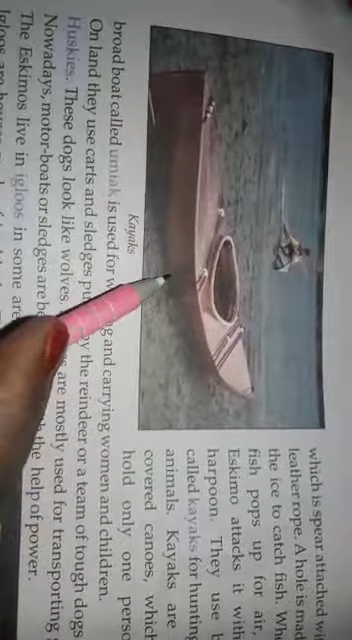 which is spear attached
leather rope. A hole is mad
the ice to catch fish. Wh
fish pops up for air
Eskimo attacks it with
harpoon. They use b
called kayaks for hunting
animals. Kayaks are
covered canoes, which
hold only one perso
Kayaks
broad boat called umiak is used for w ng and carrying women and children.
On land they use carts and sledges pu by the reindeer or a team of tough dogs
Huskies. These dogs look like wolves. are mostly used for transporting
Nowadays, motor-boats or sledges are be the help of power.
The Eskimos live in igloos in some are